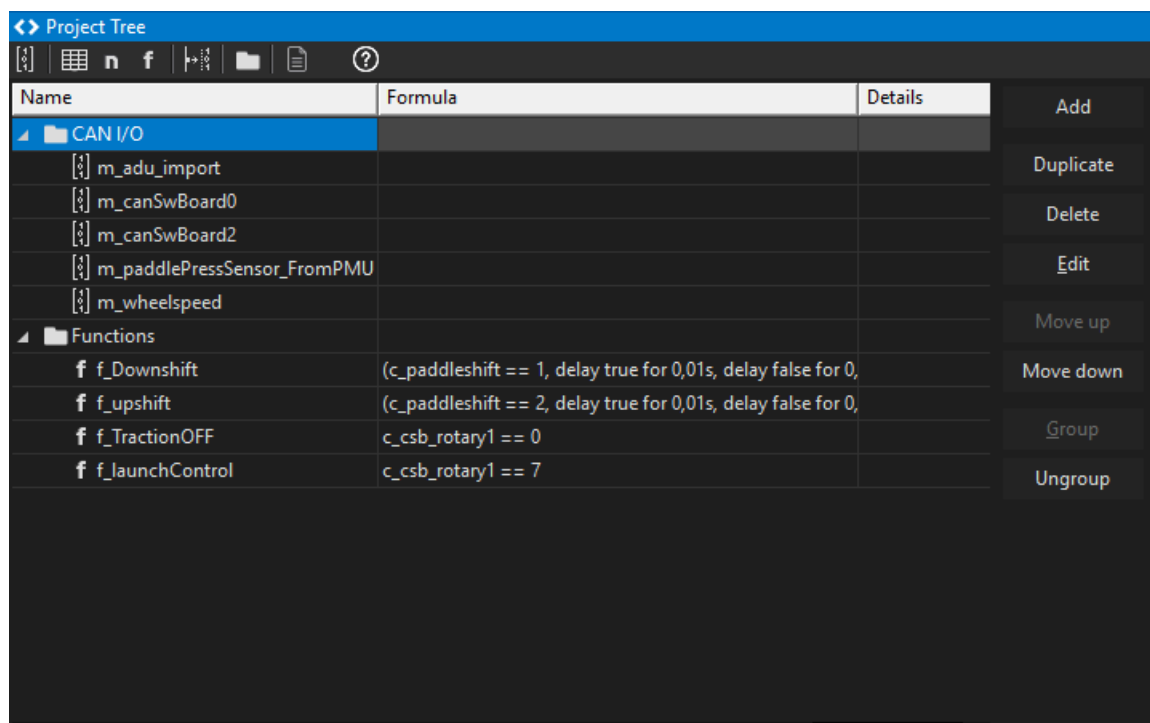 Project Tree
n f ?
Name Formula Details
CAN I/O
m_adu_import
m_canSwBoard0
m_canSwBoard2
m_paddlePressSensor_FromPMU
m_wheelspeed
Functions
f f_Downshift (c_paddleshift == 1, delay true for 0,01s, delay false for 0,
f f_upshift (c_paddleshift == 2, delay true for 0,01s, delay false for 0,
f f_TractionOFF c_csb_rotary1 == 0
f f_launchControl c_csb_rotary1 == 7
Add
Duplicate
Delete
Edit
Move up
Move down
Group
Ungroup